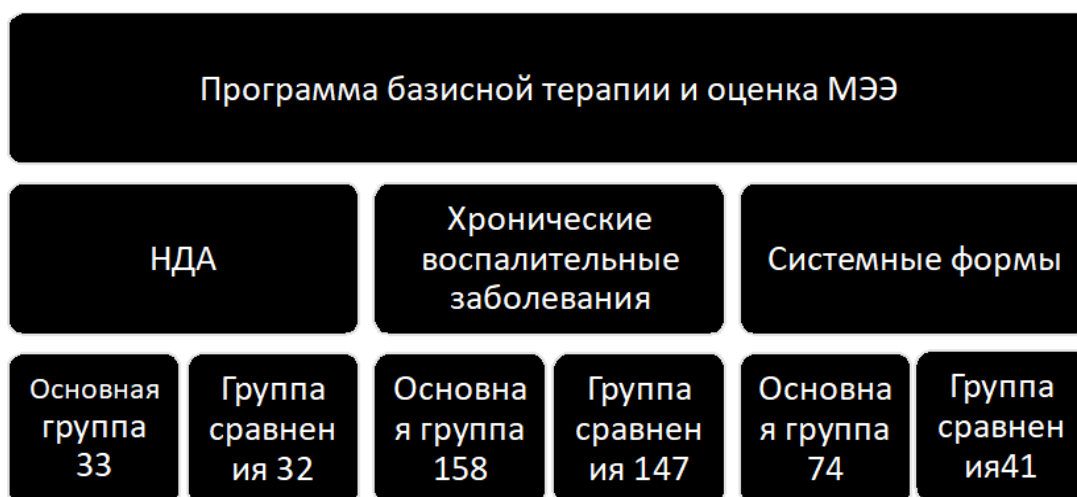 Программа базисной терапии и оценка МЭЭ
НДА
Хронические
воспалительные
заболевания
Системные формы
Основная
группа
33
Группа
сравнен
ия 32
Основна
я группа
158
Группа
сравнен
ия 147
Основна
я группа
74
Группа
сравнен
ия41